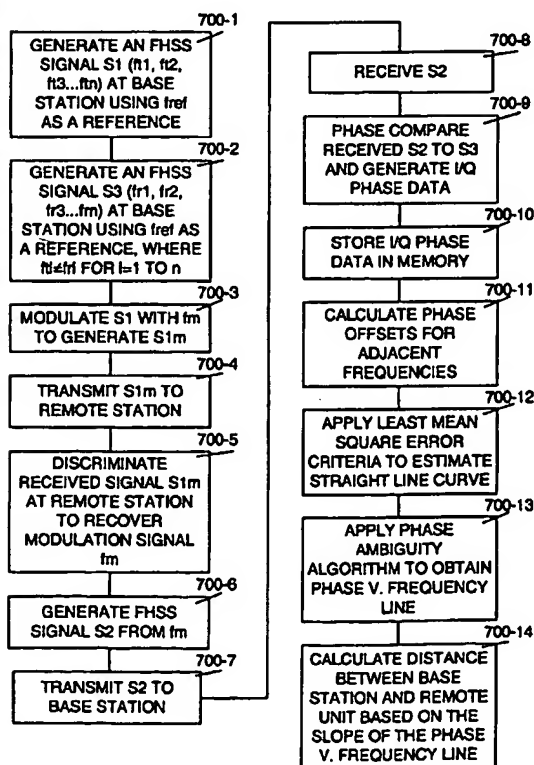 700-1
GENERATE AN FHSS
SIGNAL S1 (ft1, ft2,
ft3...ftn) AT BASE
STATION USING fref
AS A REFERENCE
700-2
GENERATE AN FHSS
SIGNAL S3 (fr1, fr2,
fr3...frn) AT BASE
STATION USING fref AS
A REFERENCE, WHERE
fti≠fri FOR I=1 TO n
700-3
MODULATE S1 WITH fm
TO GENERATE S1m
700-4
TRANSMIT S1m TO
REMOTE STATION
700-5
DISCRIMINATE
RECEIVED SIGNAL S1m
AT REMOTE STATION
TO RECOVER
MODULATION SIGNAL
fm
700-6
GENERATE FHSS
SIGNAL S2 FROM fm
700-7
TRANSMIT S2 TO
BASE STATION
700-8
RECEIVE S2
700-9
PHASE COMPARE
RECEIVED S2 TO S3
AND GENERATE I/Q
PHASE DATA
700-10
STORE I/Q PHASE
DATA IN MEMORY
700-11
CALCULATE PHASE
OFFSETS FOR
ADJACENT
FREQUENCIES
700-12
APPLY LEAST MEAN
SQUARE ERROR
CRITERIA TO ESTIMATE
STRAIGHT LINE CURVE
700-13
APPLY PHASE
AMBIGUITY
ALGORITHM TO OBTAIN
PHASE V. FREQUENCY
LINE
700-14
CALCULATE DISTANCE
BETWEEN BASE
STATION AND REMOTE
UNIT BASED ON THE
SLOPE OF THE PHASE
V. FREQUENCY LINE